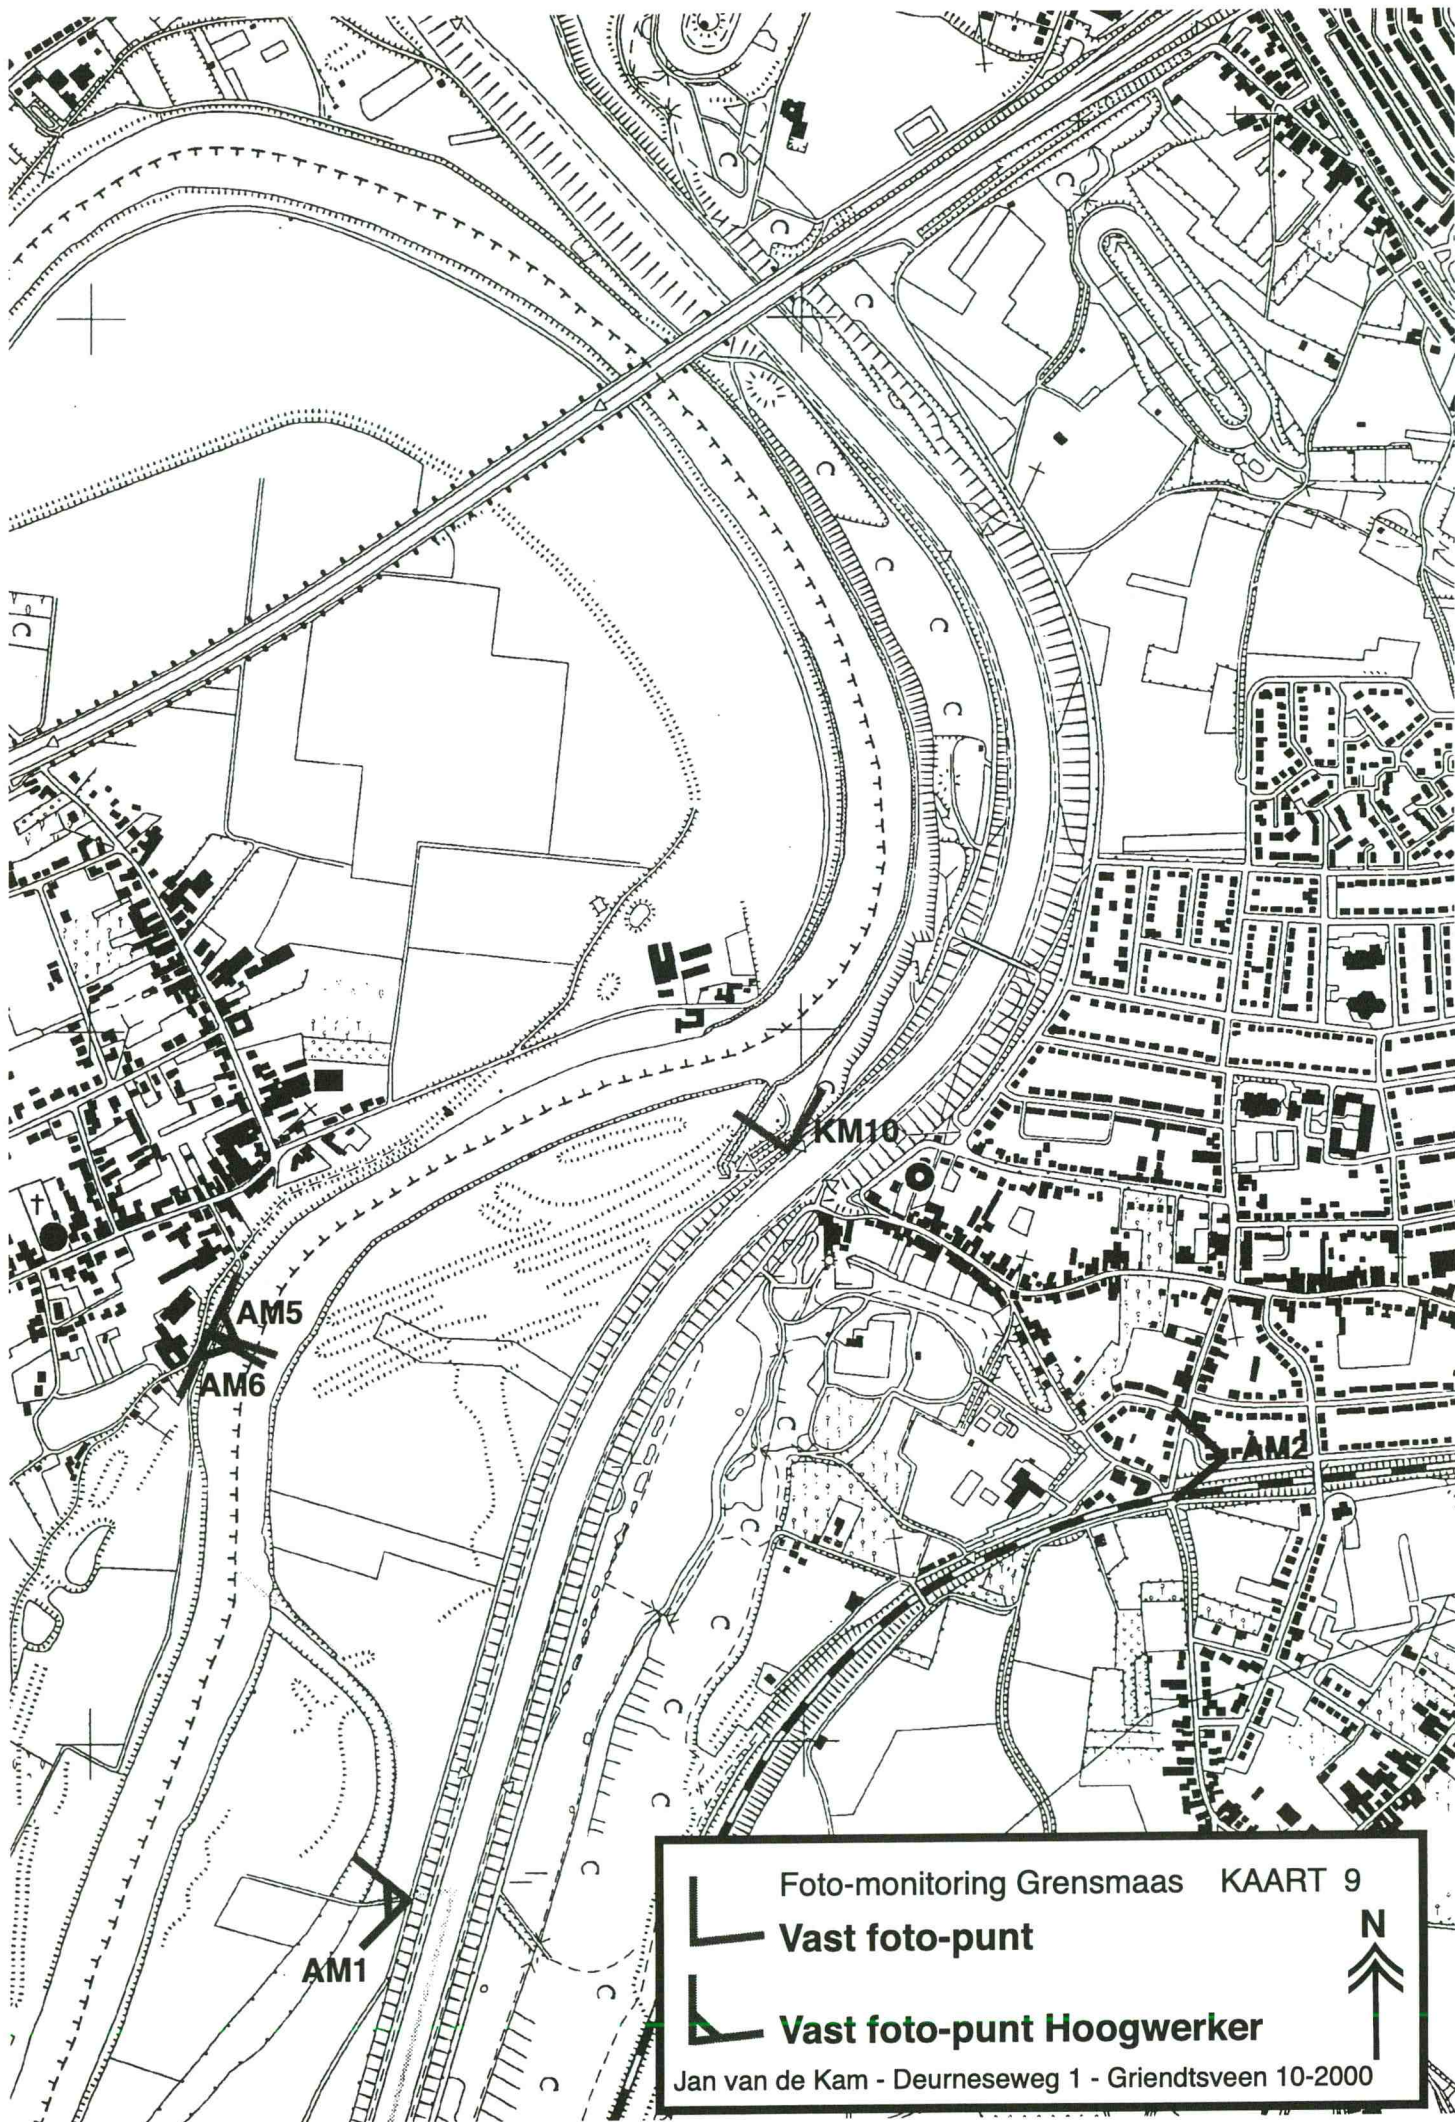 KM10
AM5
AM6
AM2
AM1
Foto-monitoring Grensmaas KAART 9
Vast foto-punt
N
Vast foto-punt Hoogwerker
Jan van de Kam - Deurneseweg 1 - Griendtsveen 10-2000